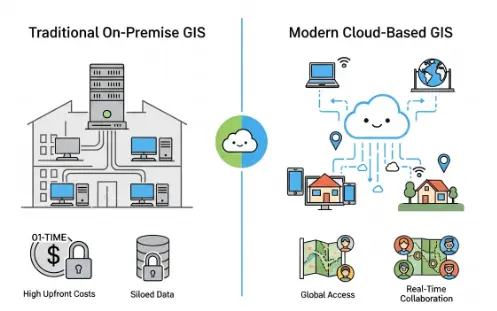 Traditional On-Premise GIS
Modern Cloud-Based GIS
01-TIME
$
High Upfront Costs
Siloed Data
Global Access
Real-Time
Collaboration